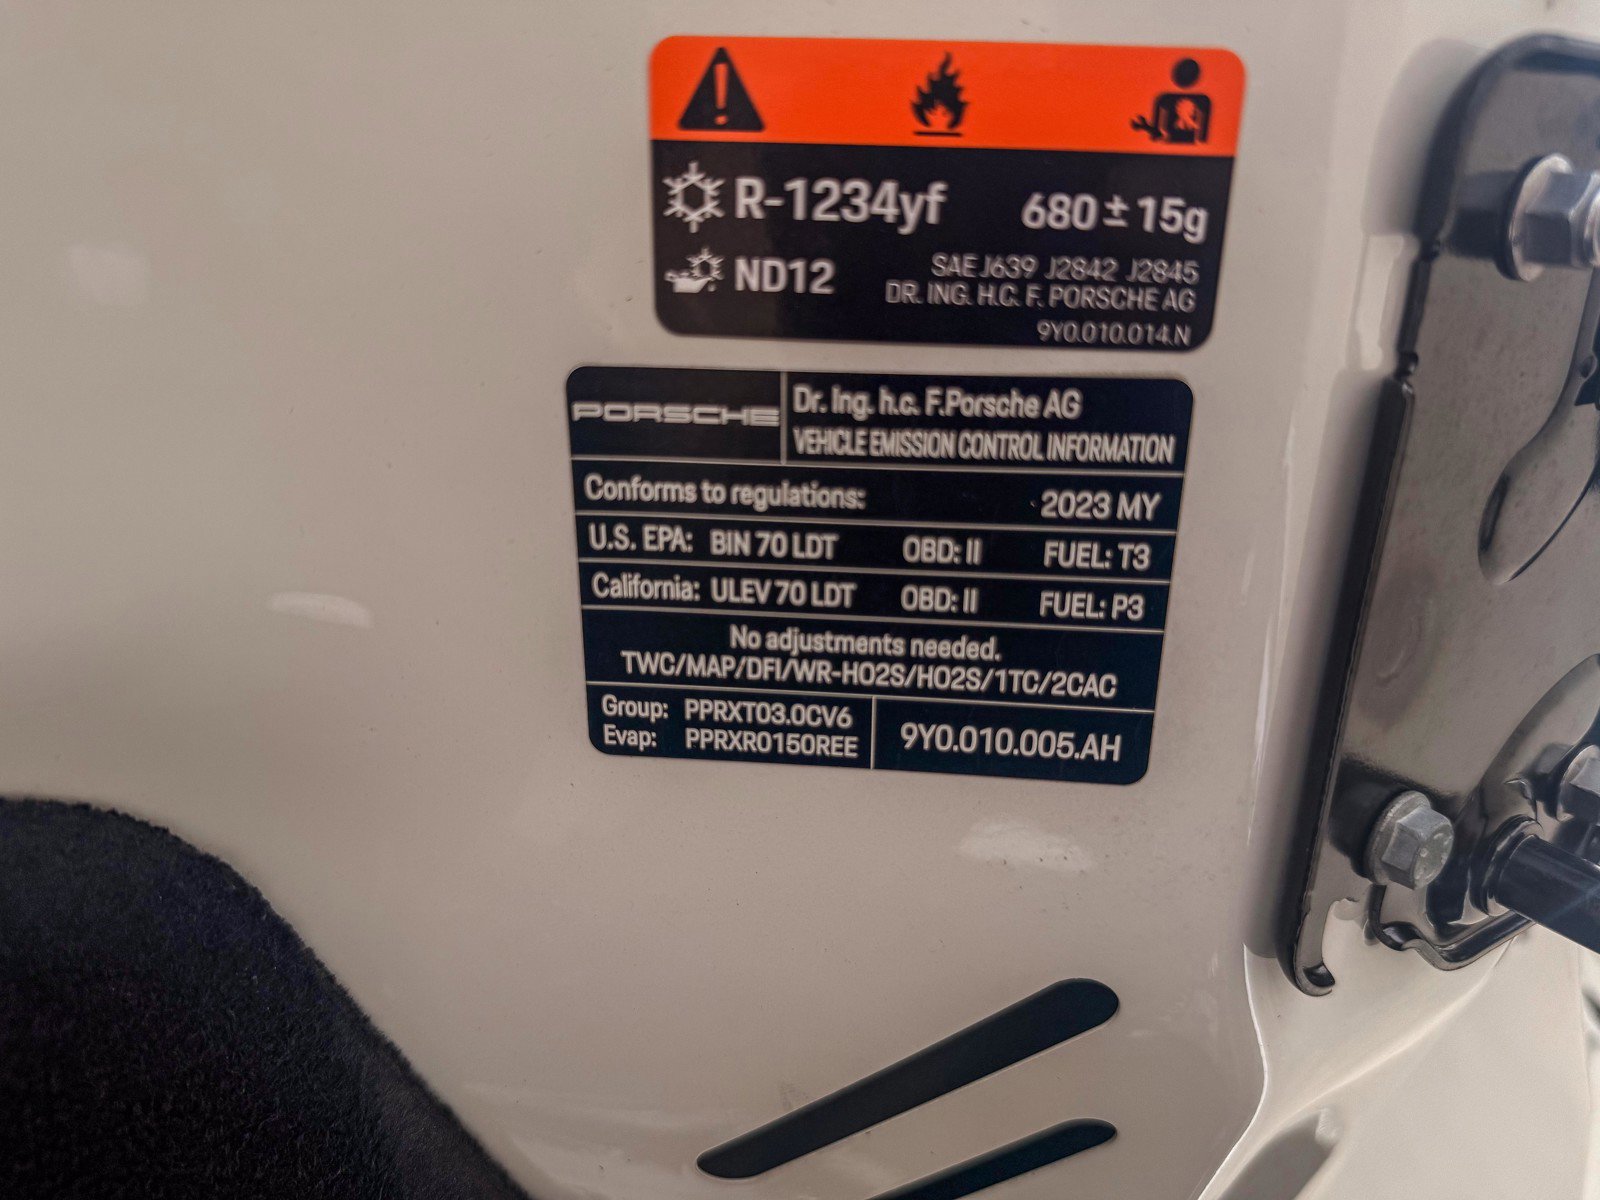 R-1234yf 680 ± 15g
ND12
SAE J639 J2842 J2845
DR. ING. H.C. F. PORSCHE AG
9Y0.010.014.N
PORSCHE
Dr. Ing. h.c. F.Porsche AG
VEHICLE EMISSION CONTROL INFORMATION
Conforms to regulations: 2023 MY
U.S. EPA: BIN 70 LDT OBD: II FUEL: T3
California: ULEV 70 LDT OBD: II FUEL: P3
No adjustments needed.
TWC/MAP/DFI/WR-HO2S/HO2S/1TC/2CAC
Group: PPRXT03.0CV6
Evap: PPRXR0150REE
9Y0.010.005.AH